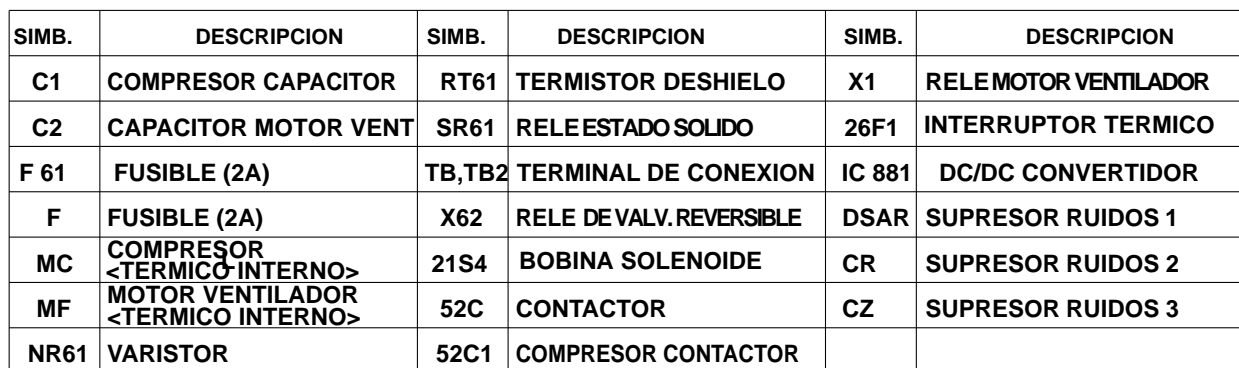 SIMB. DESCRIPCION SIMB. DESCRIPCION SIMB. DESCRIPCION
C1 COMPRESOR CAPACITOR RT61 TERMISTOR DESHIELO X1 RELE MOTOR VENTILADOR
C2 CAPACITOR MOTOR VENT SR61 RELE ESTADO SOLIDO 26F1 INTERRUPTOR TERMICO
F 61 FUSIBLE (2A) TB,TB2 TERMINAL DE CONEXION IC 881 DC/DC CONVERTIDOR
F FUSIBLE (2A) X62 RELE DE VALV. REVERSIBLE DSAR SUPRESOR RUIDOS 1
MC COMPRESOR
<TERMICO INTERNO> 21S4 BOBINA SOLENOIDE CR SUPRESOR RUIDOS 2
MF MOTOR VENTILADOR
<TERMICO INTERNO> 52C CONTACTOR CZ SUPRESOR RUIDOS 3
NR61 VARISTOR 52C1 COMPRESOR CONTACTOR